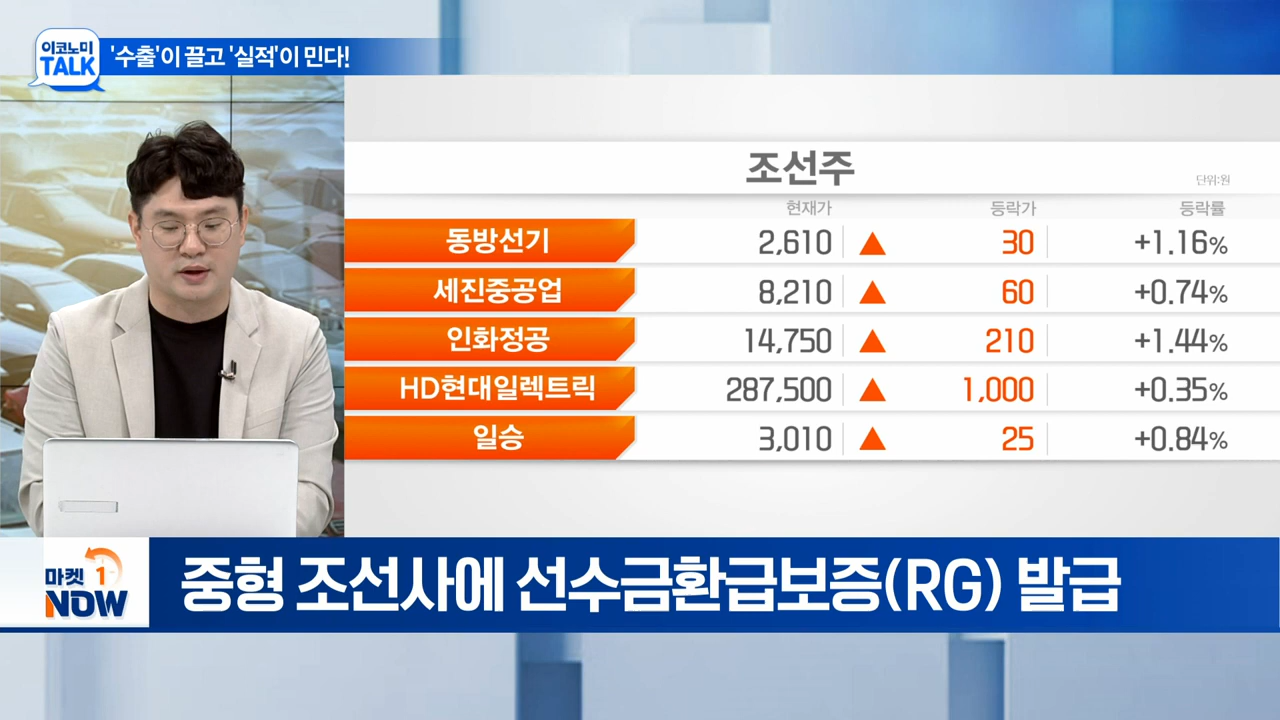 이코노미
TALK
'수출'이 끌고 '실적'이 민다!
조선주
단위:원
현재가 등락가 등락률
동방선기 2,610 ▲ 30 +1.16%
세진중공업 8,210 ▲ 60 +0.74%
인화정공 14,750 ▲ 210 +1.44%
HD현대일렉트릭 287,500 ▲ 1,000 +0.35%
일승 3,010 ▲ 25 +0.84%
마켓 1
NOW
중형 조선사에 선수금환급보증(RG) 발급